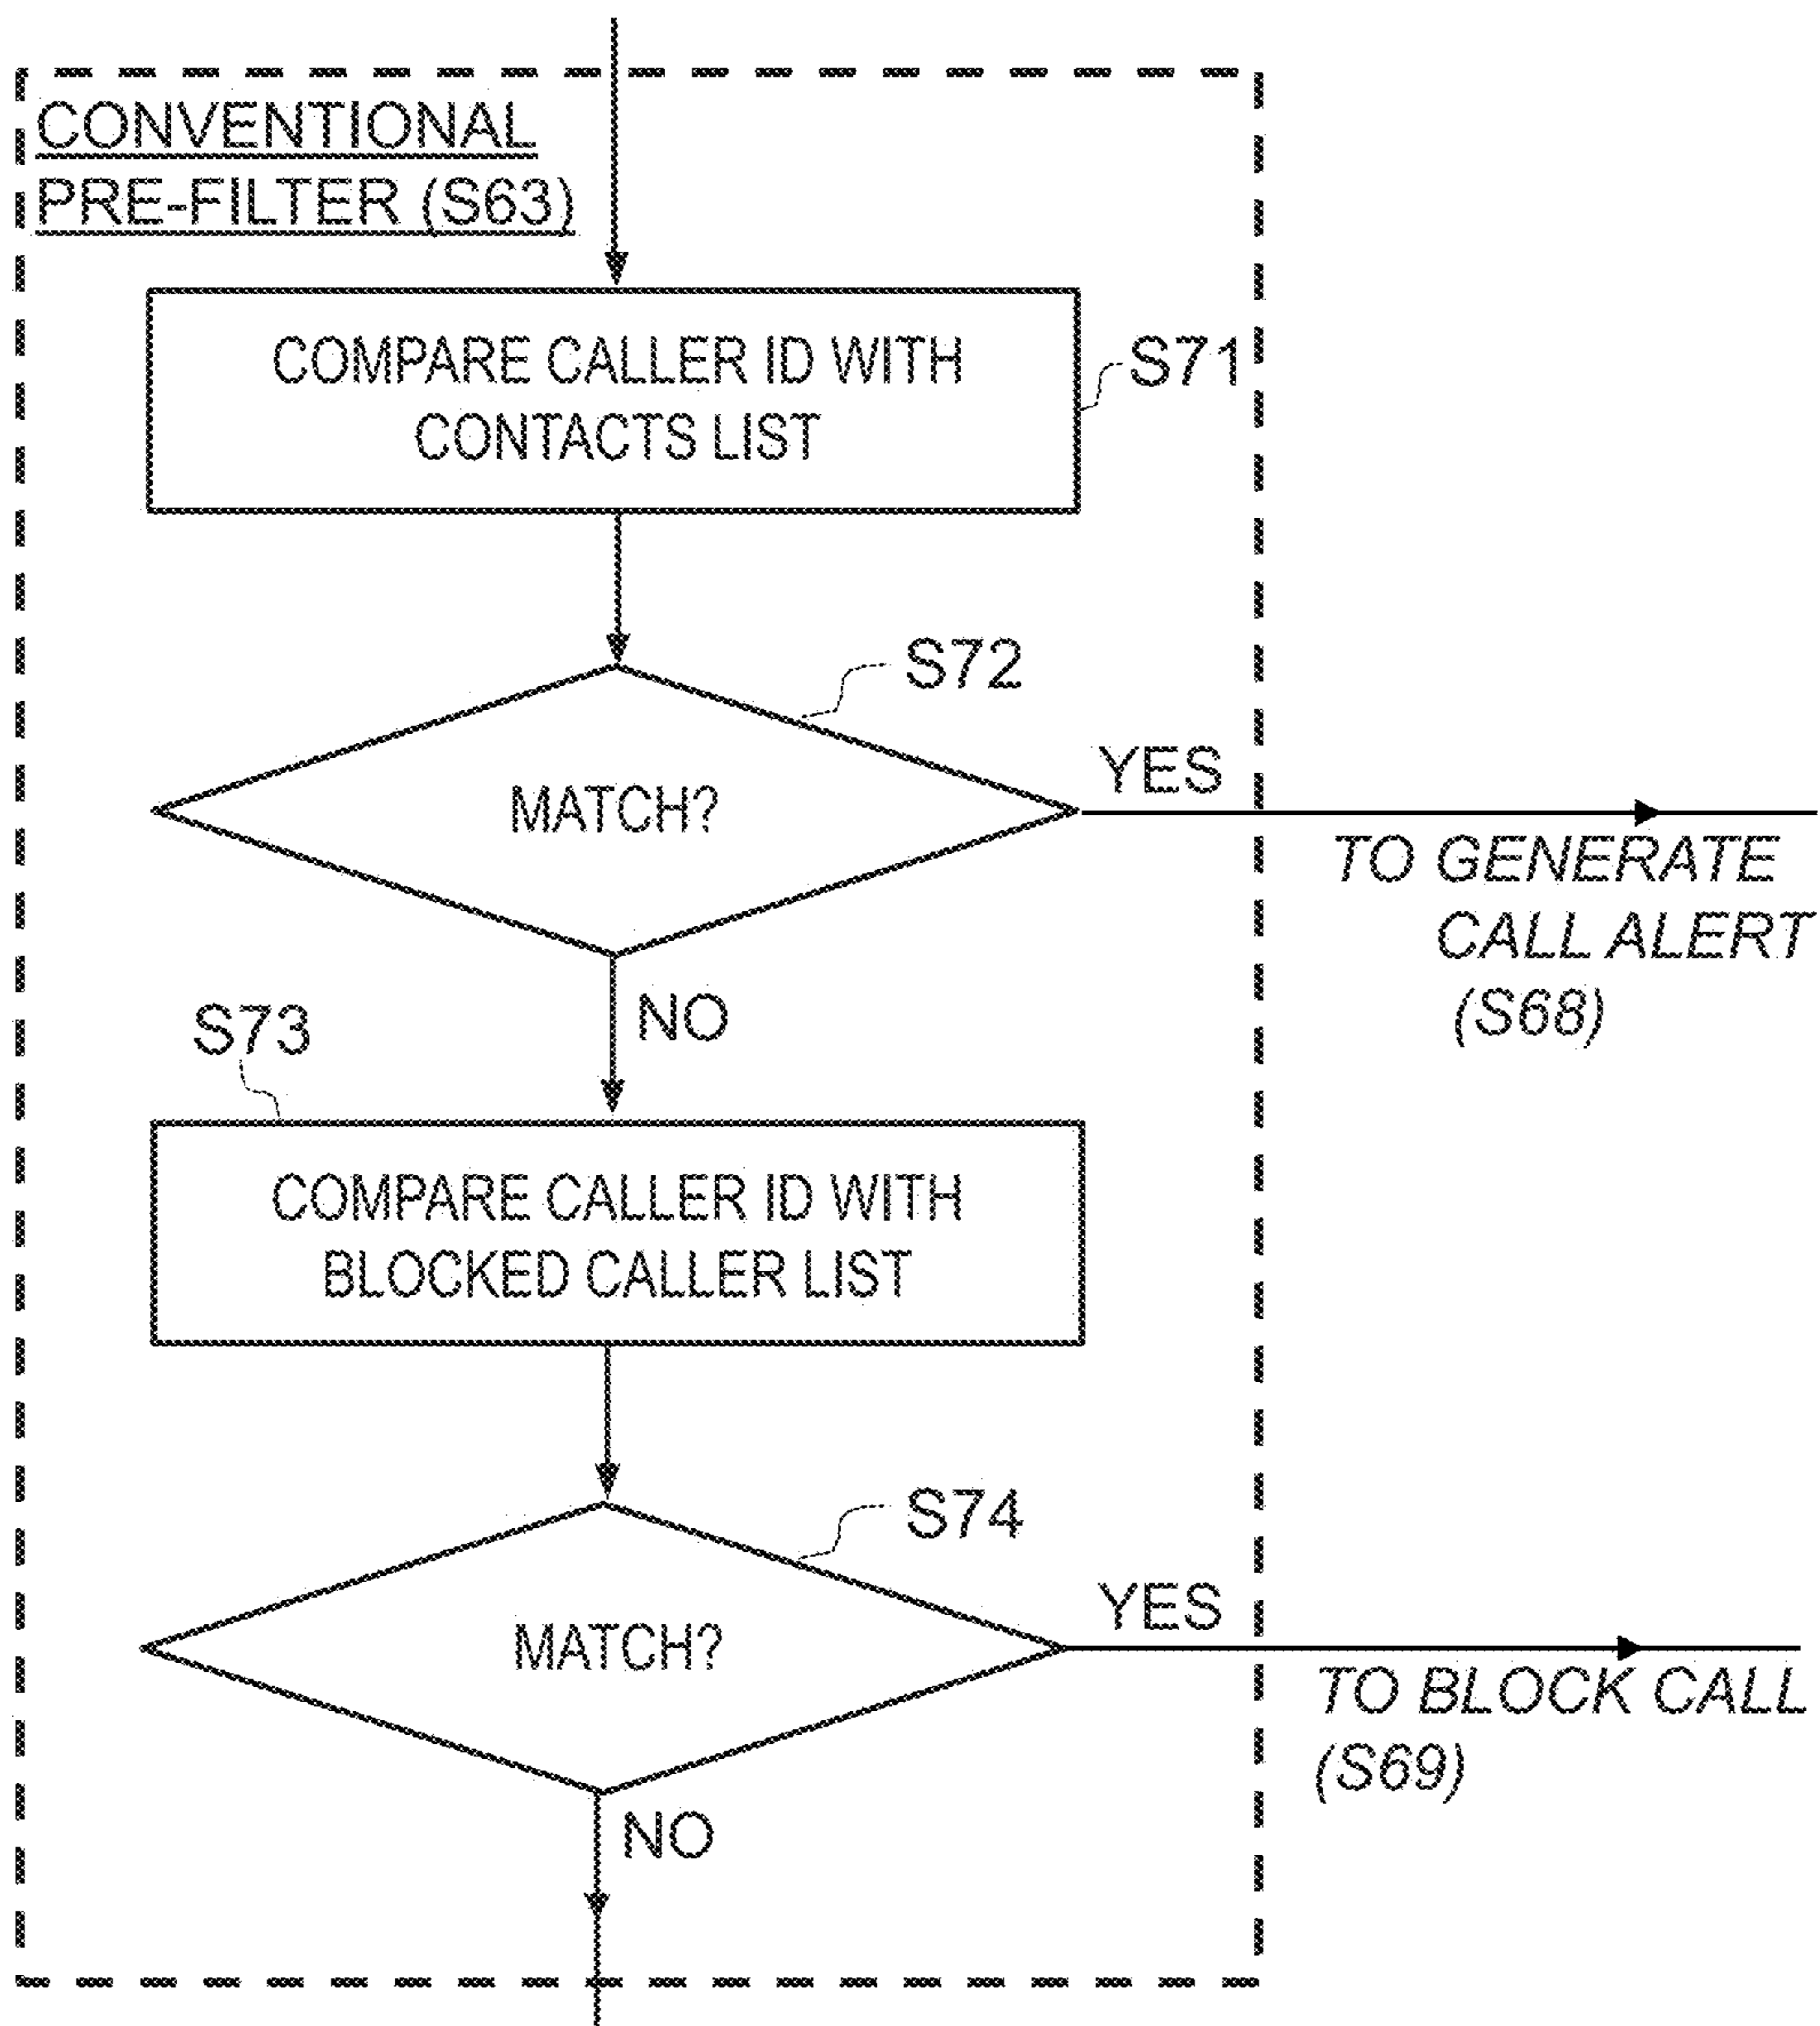 CONVENTIONAL
PRE-FILTER (S63)
COMPARE CALLER ID WITH
CONTACTS LIST
S71
S72
MATCH?
YES
TO GENERATE
CALL ALERT
(S68)
NO
S73
COMPARE CALLER ID WITH
BLOCKED CALLER LIST
S74
MATCH?
YES
TO BLOCK CALL
(S69)
NO